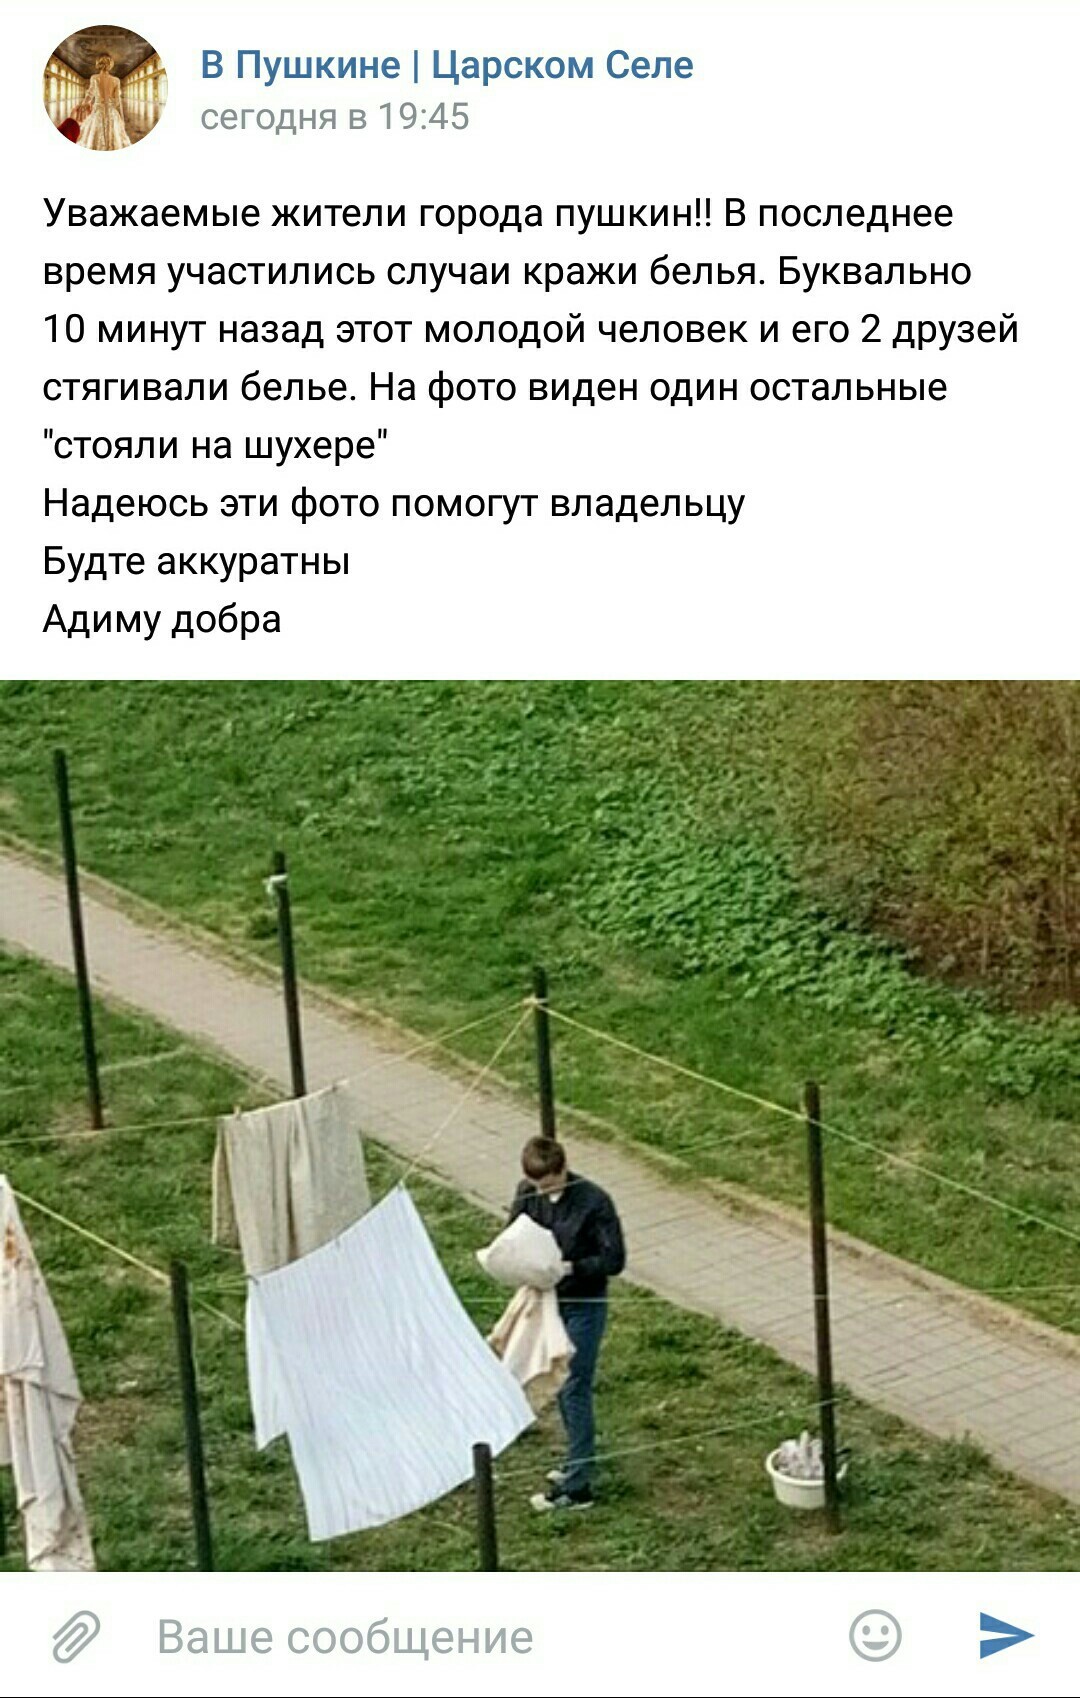 В Пушкине | Царском Селе
сегодня в 19:45
Уважаемые жители города пушкин!! В последнее
время участились случаи кражи белья. Буквально
10 минут назад этот молодой человек и его 2 друзей
стягивали белье. На фото виден один остальные
"стояли на шухере"
Надеюсь эти фото помогут владельцу
Будте аккуратны
Адиму добра
Ваше сообщение